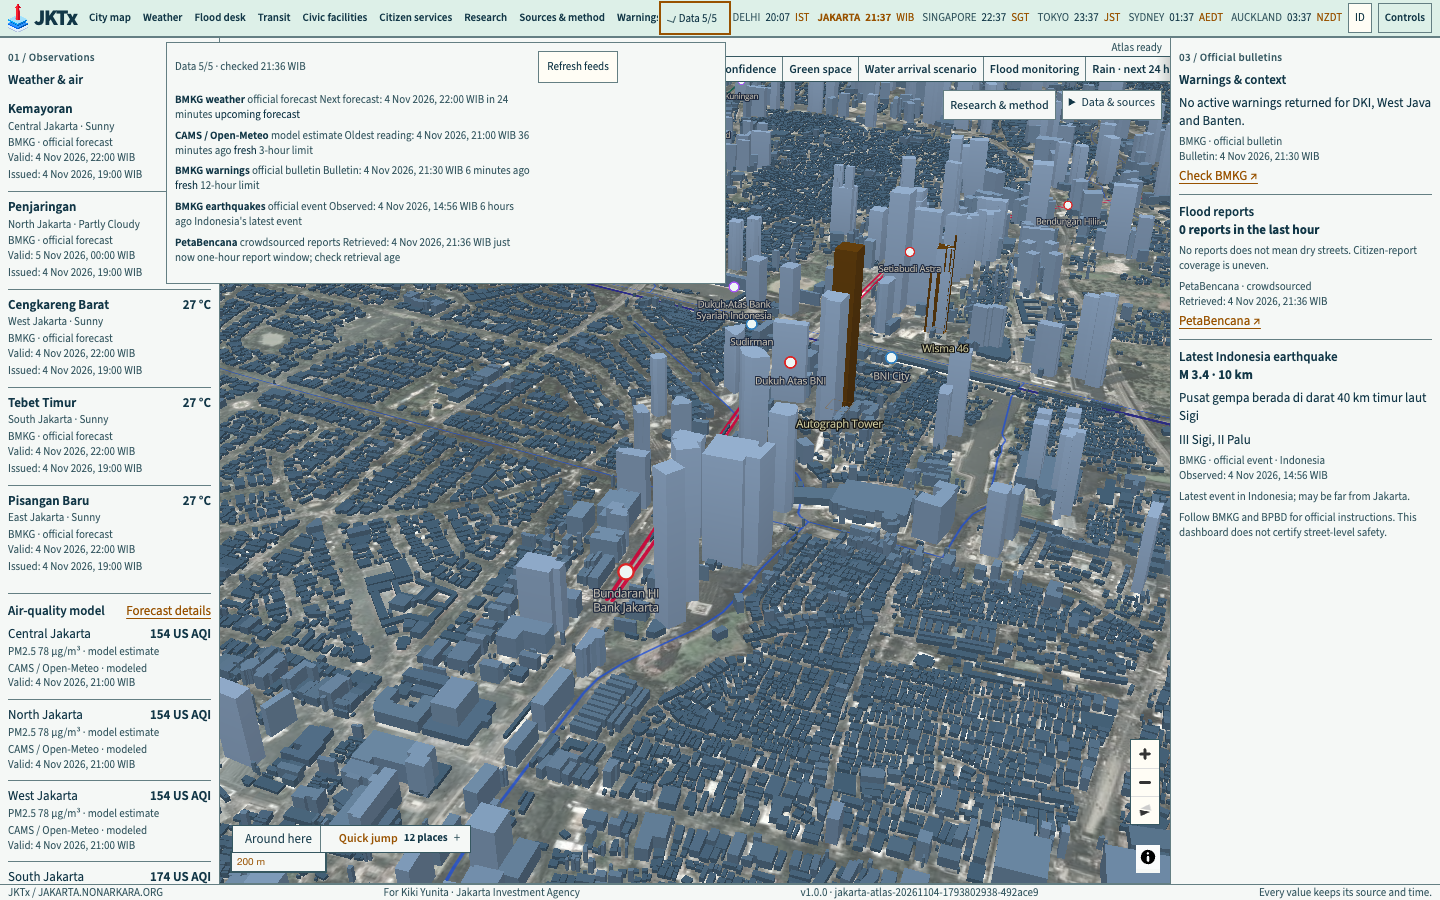 JKTx City map Weather Flood desk Transit Civic facilities Citizen services Research Sources & method Warnings Data 5/5 DELHI 20:07 IST JAKARTA 21:37 WIB SINGAPORE 22:37 SGT TOKYO 23:37 JST SYDNEY 01:37 AEDT AUCKLAND 03:37 NZDT ID Controls
01 / Observations
Weather & air
Kemayoran
Central Jakarta · Sunny
BMKG · official forecast
Valid: 4 Nov 2026, 22:00 WIB
Issued: 4 Nov 2026, 19:00 WIB
Penjaringan
North Jakarta · Partly Cloudy
BMKG · official forecast
Valid: 5 Nov 2026, 00:00 WIB
Issued: 4 Nov 2026, 19:00 WIB
Cengkareng Barat 27 °C
West Jakarta · Sunny
BMKG · official forecast
Valid: 4 Nov 2026, 22:00 WIB
Issued: 4 Nov 2026, 19:00 WIB
Tebet Timur 27 °C
South Jakarta · Sunny
BMKG · official forecast
Valid: 4 Nov 2026, 22:00 WIB
Issued: 4 Nov 2026, 19:00 WIB
Pisangan Baru 27 °C
East Jakarta · Sunny
BMKG · official forecast
Valid: 4 Nov 2026, 22:00 WIB
Issued: 4 Nov 2026, 19:00 WIB
Air-quality model Forecast details
Central Jakarta 154 US AQI
PM2.5 78 µg/m³ · model estimate
CAMS / Open-Meteo · modeled
Valid: 4 Nov 2026, 21:00 WIB
North Jakarta 154 US AQI
PM2.5 78 µg/m³ · model estimate
CAMS / Open-Meteo · modeled
Valid: 4 Nov 2026, 21:00 WIB
West Jakarta 154 US AQI
PM2.5 78 µg/m³ · model estimate
CAMS / Open-Meteo · modeled
Valid: 4 Nov 2026, 21:00 WIB
South Jakarta 174 US AQI
Data 5/5 · checked 21:36 WIB
Refresh feeds
BMKG weather official forecast Next forecast: 4 Nov 2026, 22:00 WIB in 24
minutes upcoming forecast
CAMS / Open-Meteo model estimate Oldest reading: 4 Nov 2026, 21:00 WIB 36
minutes ago fresh 3-hour limit
BMKG warnings official bulletin Bulletin: 4 Nov 2026, 21:30 WIB 6 minutes ago
fresh 12-hour limit
BMKG earthquakes official event Observed: 4 Nov 2026, 14:56 WIB 6 hours
ago Indonesia's latest event
PetaBencana crowdsourced reports Retrieved: 4 Nov 2026, 21:36 WIB just
now one-hour report window; check retrieval age
Atlas ready
onfidence Green space Water arrival scenario Flood monitoring Rain · next 24 h
Research & method
Data & sources
Kuningan
Bendungan Hilir
Setiabudi Astra
Dukuh Atas Bank
Syariah Indonesia
Sudirman
Wisma 46
Dukuh Atas BNI
BNI City
Autograph Tower
Bundaran HI
Bank Jakarta
Around here
Quick jump 12 places +
200 m
03 / Official bulletins
Warnings & context
No active warnings returned for DKI, West Java
and Banten.
BMKG · official bulletin
Bulletin: 4 Nov 2026, 21:30 WIB
Check BMKG ↗
Flood reports
0 reports in the last hour
No reports does not mean dry streets. Citizen-report
coverage is uneven.
PetaBencana · crowdsourced
Retrieved: 4 Nov 2026, 21:36 WIB
PetaBencana ↗
Latest Indonesia earthquake
M 3.4 · 10 km
Pusat gempa berada di darat 40 km timur laut
Sigi
III Sigi, II Palu
BMKG · official event · Indonesia
Observed: 4 Nov 2026, 14:56 WIB
Latest event in Indonesia; may be far from Jakarta.
Follow BMKG and BPBD for official instructions. This
dashboard does not certify street-level safety.
JKTx / JAKARTA.NONARKARA.ORG
For Kiki Yunita · Jakarta Investment Agency
v1.0.0 · jakarta-atlas-20261104-1793802938-492ace9
Every value keeps its source and time.